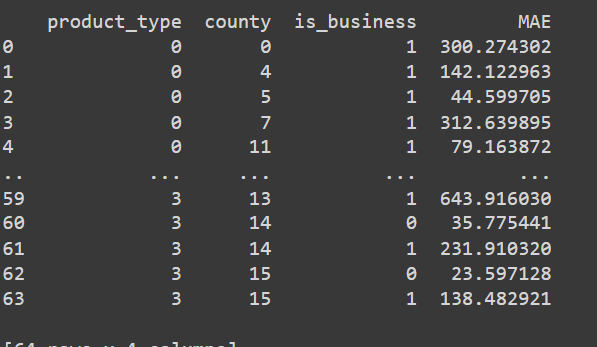 product_type county is_business MAE
0 0 0 1 300.274302
1 0 4 1 142.122963
2 0 5 1 44.599705
3 0 7 1 312.639895
4 0 11 1 79.163872
.. ... ... ... ...
59 3 13 1 643.916030
60 3 14 0 35.775441
61 3 14 1 231.910320
62 3 15 0 23.597128
63 3 15 1 138.482921
[64 rows x 4 columns]